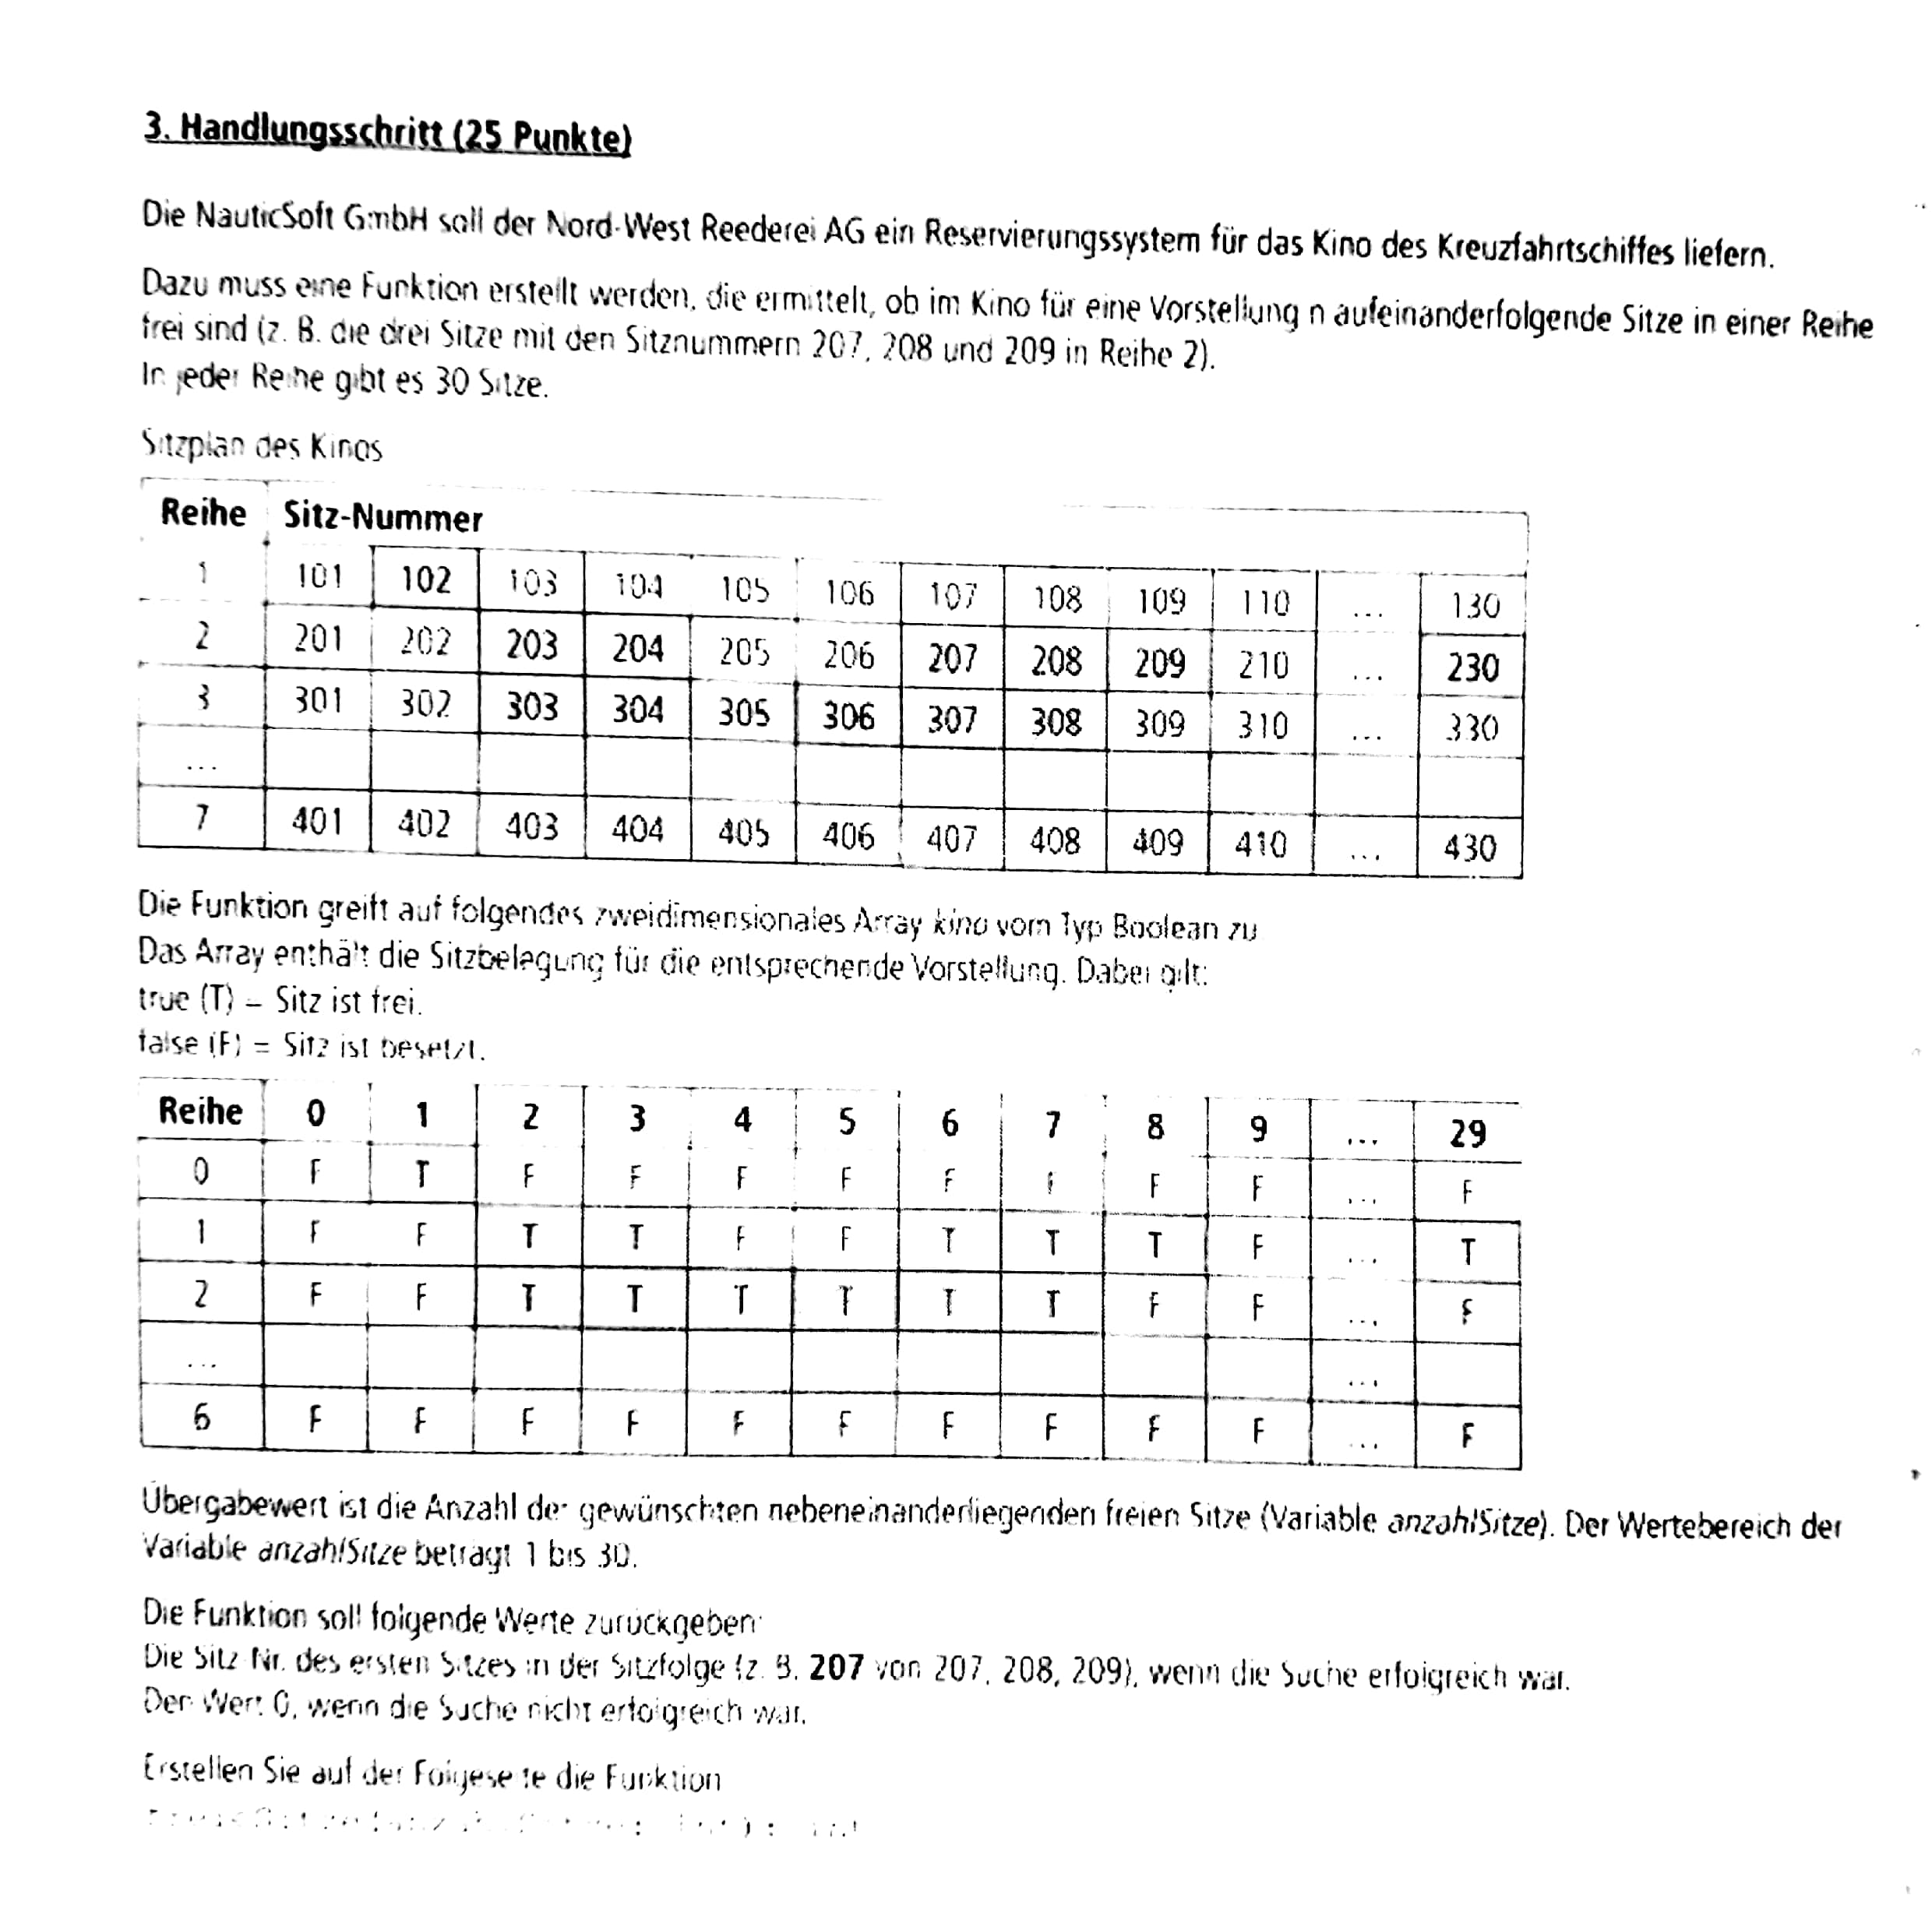 3. Handlungsschritt (25 Punkte)
Die NauticSoft GmbH soll der Nord-West Reederei AG ein Reservierungssystem für das Kino des Kreuzfahrtschiffes liefern.
Dazu muss eine Funktion erstellt werden, die ermittelt, ob im Kino für eine Vorstellung n aufeinanderfolgende Sitze in einer Reihe
frei sind (z. B. die drei Sitze mit den Sitznummern 207, 208 und 209 in Reihe 2).
In jeder Reihe gibt es 30 Sitze.
Sitzplan des Kinos
Reihe Sitz-Nummer
1 101 102 103 104 105 106 107 108 109 110 ... 130
2 201 202 203 204 205 206 207 208 209 210 ... 230
3 301 302 303 304 305 306 307 308 309 310 ... 330
...
7 401 402 403 404 405 406 407 408 409 410 ... 430
Die Funktion greift auf folgendes zweidimensionales Array kino vom Typ Boolean zu
Das Array enthält die Sitzbelegung für die entsprechende Vorstellung. Dabei gilt:
true (T) = Sitz ist frei.
false (F) = Sitz ist besetzt.
Reihe 0 1 2 3 4 5 6 7 8 9 ... 29
0 F T F F F F F F F F ... F
1 F F T T F F T T T F ... T
2 F F T T T T T T F F ... F
... ...
6 F F F F F F F F F F ... F
Übergabewert ist die Anzahl der gewünschten nebeneinanderliegenden freien Sitze (Variable anzahlSitze). Der Wertebereich der
Variable anzahlSitze beträgt 1 bis 30.
Die Funktion soll folgende Werte zurückgeben:
Die Sitz-Nr. des ersten Sitzes in der Sitzfolge (z. B. 207 von 207, 208, 209), wenn die Suche erfolgreich war.
Den Wert 0, wenn die Suche nicht erfolgreich war.
Erstellen Sie auf der Folgeseite die Funktion